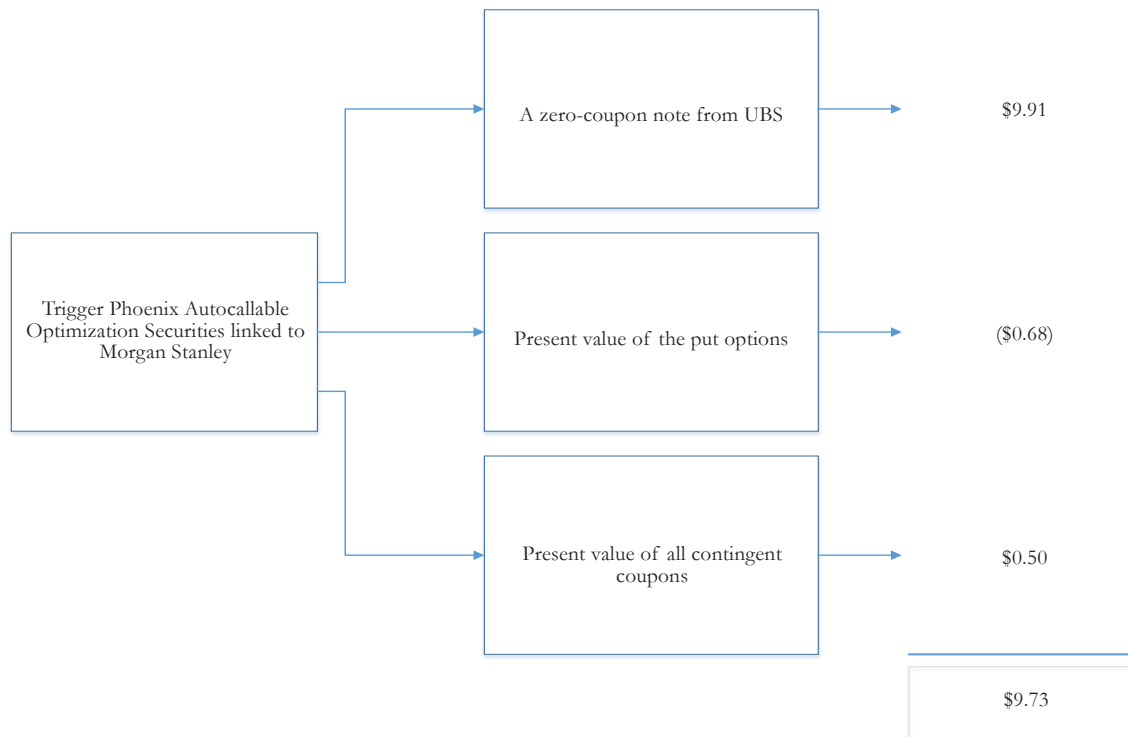 A zero-coupon note from UBS
$9.91
Trigger Phoenix Autocallable
Optimization Securities linked to
Morgan Stanley
Present value of the put options
($0.68)
Present value of all contingent
coupons
$0.50
$9.73